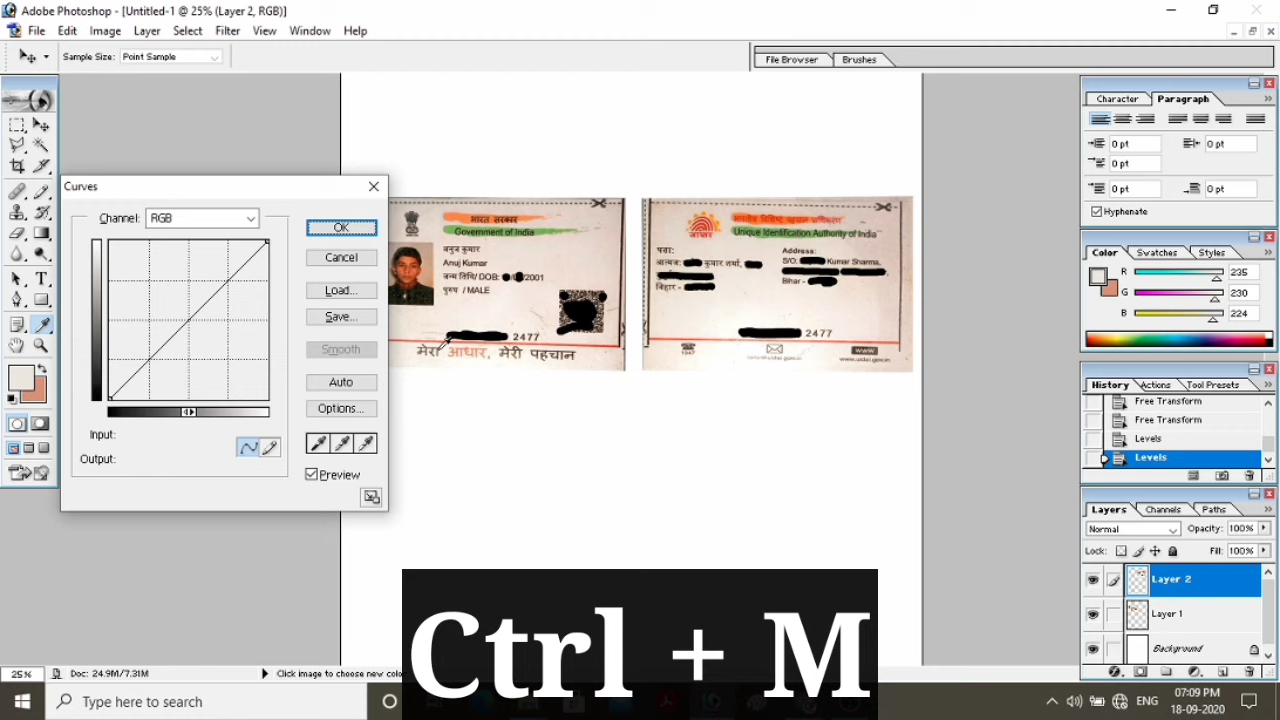 Adobe Photoshop - [Untitled-1 @ 25% (Layer 2, RGB)]
File Edit Image Layer Select Filter View Window Help
Sample Size: Point Sample
File Browser Brushes
Character Paragraph
0 pt 0 pt
0 pt
0 pt 0 pt
Hyphenate
Color Swatches Styles
R 235
G 230
B 224
History Actions Tool Presets
Free Transform
Free Transform
Levels
Levels
Layers Channels Paths
Normal Opacity: 100%
Lock: Fill: 100%
Layer 2
Layer 1
Background
Curves
Channel: RGB
OK
Cancel
Load...
Save...
Smooth
Auto
Options...
Input:
Output:
Preview
भारत सरकार
Government of India
अनुज कुमार
Anuj Kumar
जन्म तिथि/ DOB: 2001
पुरुष / MALE
2477
मेरा आधार, मेरी पहचान
आधार
Unique Identification Authority of India
पता:
आत्मज: कुमार शर्मा,
बिहार -
Address:
S/O: Kumar Sharma,
Bihar -
2477
1947
www
www.uidai.gov.in
Ctrl + M
25% Doc: 24.9M/7.31M Click image to choose new color
Type here to search
ENG
07:09 PM
18-09-2020